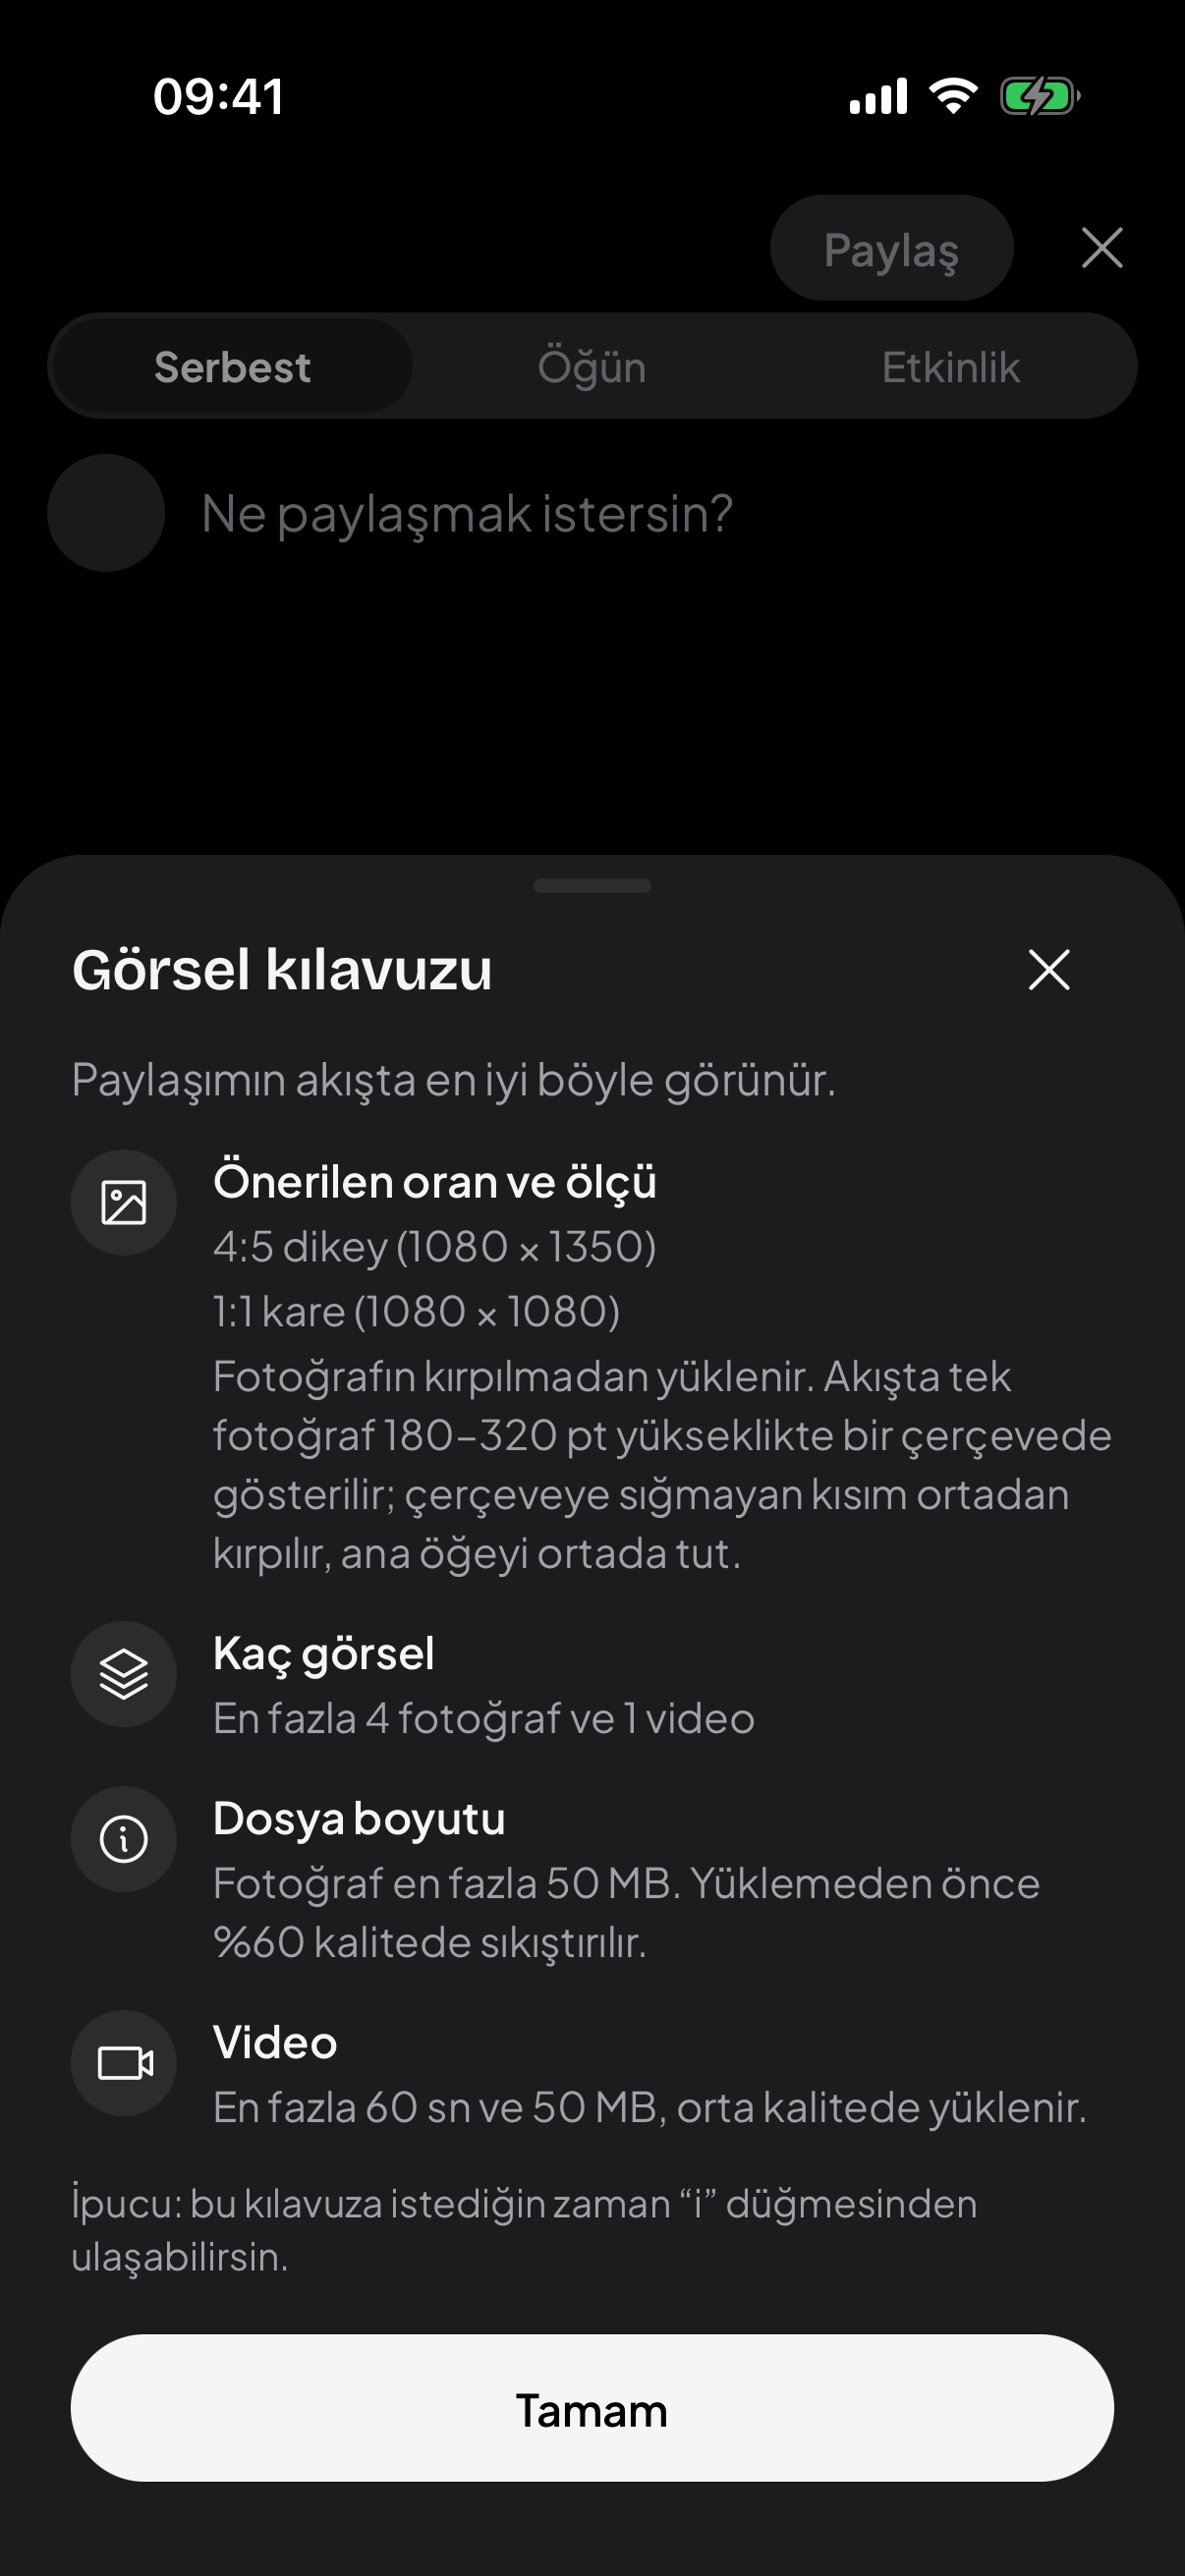 09:41
Paylaş
Serbest
Öğün
Etkinlik
Ne paylaşmak istersin?
Görsel kılavuzu
Paylaşımın akışta en iyi böyle görünür.
Önerilen oran ve ölçü
4:5 dikey (1080 × 1350)
1:1 kare (1080 × 1080)
Fotoğrafın kırpılmadan yüklenir. Akışta tek
fotoğraf 180–320 pt yükseklikte bir çerçevede
gösterilir; çerçeveye sığmayan kısım ortadan
kırpılır, ana öğeyi ortada tut.
Kaç görsel
En fazla 4 fotoğraf ve 1 video
Dosya boyutu
Fotoğraf en fazla 50 MB. Yüklemeden önce
%60 kalitede sıkıştırılır.
Video
En fazla 60 sn ve 50 MB, orta kalitede yüklenir.
İpucu: bu kılavuza istediğin zaman “i” düğmesinden
ulaşabilirsin.
Tamam